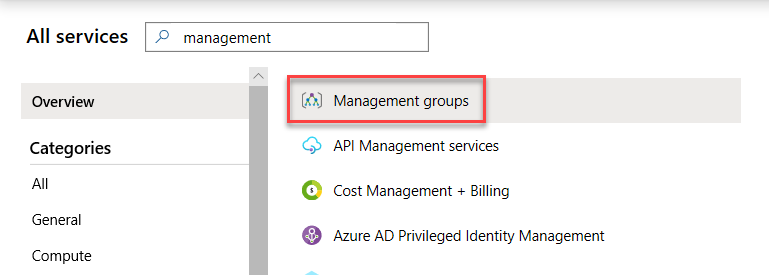 All services
management
Overview
Categories
All
General
Compute
Management groups
API Management services
Cost Management + Billing
Azure AD Privileged Identity Management